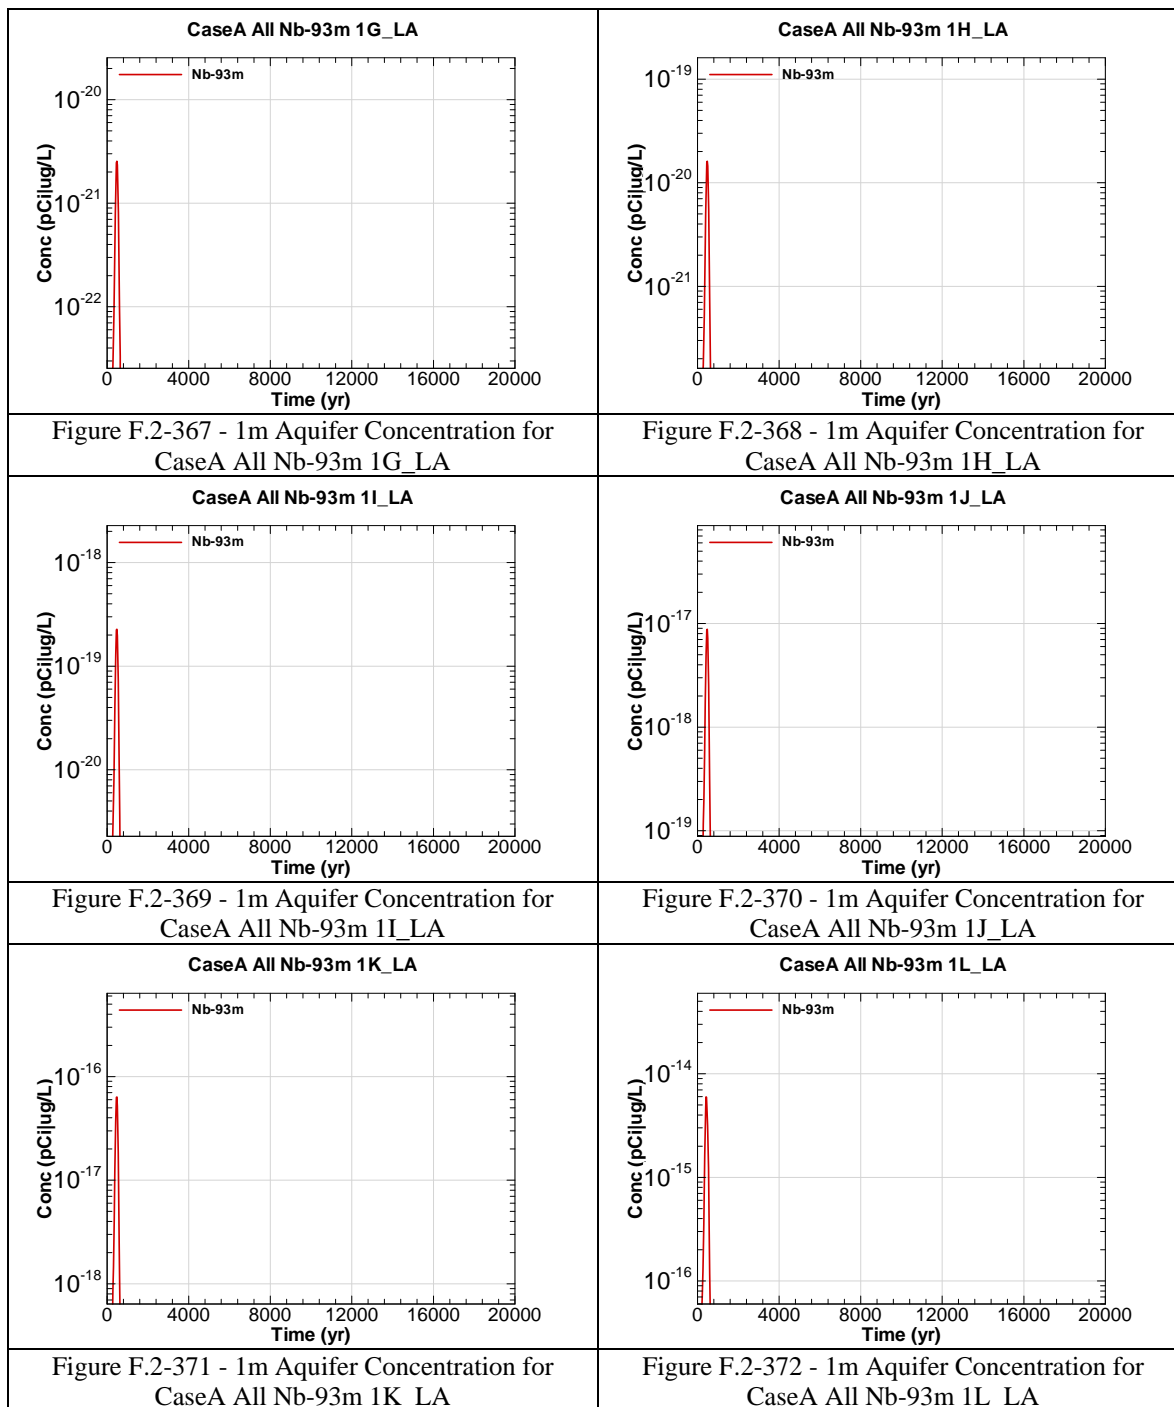 CaseA All Nb-93m 1G_LA
Nb-93m
10-20
10-21
10-22
Conc (pCi|ug/L)
0 4000 8000 12000 16000 20000
Time (yr)
Figure F.2-367 - 1m Aquifer Concentration for
CaseA All Nb-93m 1G_LA
CaseA All Nb-93m 1H_LA
Nb-93m
10-19
10-20
10-21
Conc (pCi|ug/L)
0 4000 8000 12000 16000 20000
Time (yr)
Figure F.2-368 - 1m Aquifer Concentration for
CaseA All Nb-93m 1H_LA
CaseA All Nb-93m 1I_LA
Nb-93m
10-18
10-19
10-20
Conc (pCi|ug/L)
0 4000 8000 12000 16000 20000
Time (yr)
Figure F.2-369 - 1m Aquifer Concentration for
CaseA All Nb-93m 1I_LA
CaseA All Nb-93m 1J_LA
Nb-93m
10-17
10-18
10-19
Conc (pCi|ug/L)
0 4000 8000 12000 16000 20000
Time (yr)
Figure F.2-370 - 1m Aquifer Concentration for
CaseA All Nb-93m 1J_LA
CaseA All Nb-93m 1K_LA
Nb-93m
10-16
10-17
10-18
Conc (pCi|ug/L)
0 4000 8000 12000 16000 20000
Time (yr)
Figure F.2-371 - 1m Aquifer Concentration for
CaseA All Nb-93m 1K_LA
CaseA All Nb-93m 1L_LA
Nb-93m
10-14
10-15
10-16
Conc (pCi|ug/L)
0 4000 8000 12000 16000 20000
Time (yr)
Figure F.2-372 - 1m Aquifer Concentration for
CaseA All Nb-93m 1L_LA